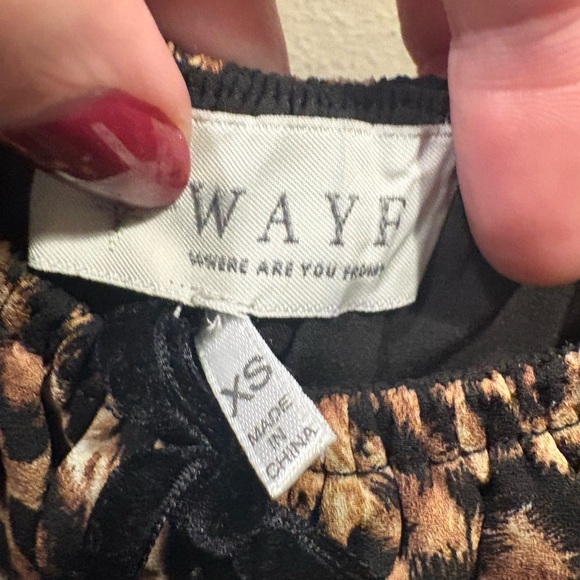 WAYF
WHERE ARE YOU FROM?
XS
MADE
IN
CHINA